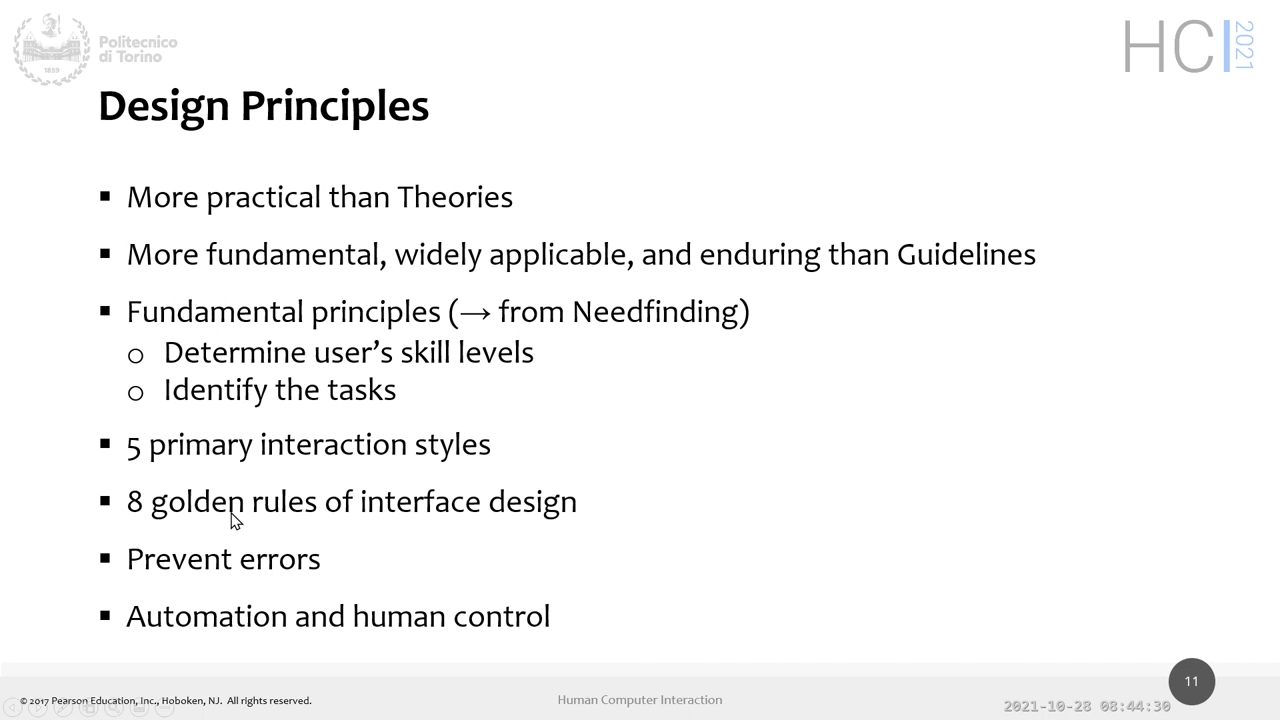 Politecnico
di Torino
1859
HCI 2021
Design Principles
▪ More practical than Theories
▪ More fundamental, widely applicable, and enduring than Guidelines
▪ Fundamental principles (→ from Needfinding)
o Determine user’s skill levels
o Identify the tasks
▪ 5 primary interaction styles
▪ 8 golden rules of interface design
▪ Prevent errors
▪ Automation and human control
11
© 2017 Pearson Education, Inc., Hoboken, NJ. All rights reserved.
Human Computer Interaction
2021-10-28 08:44:30